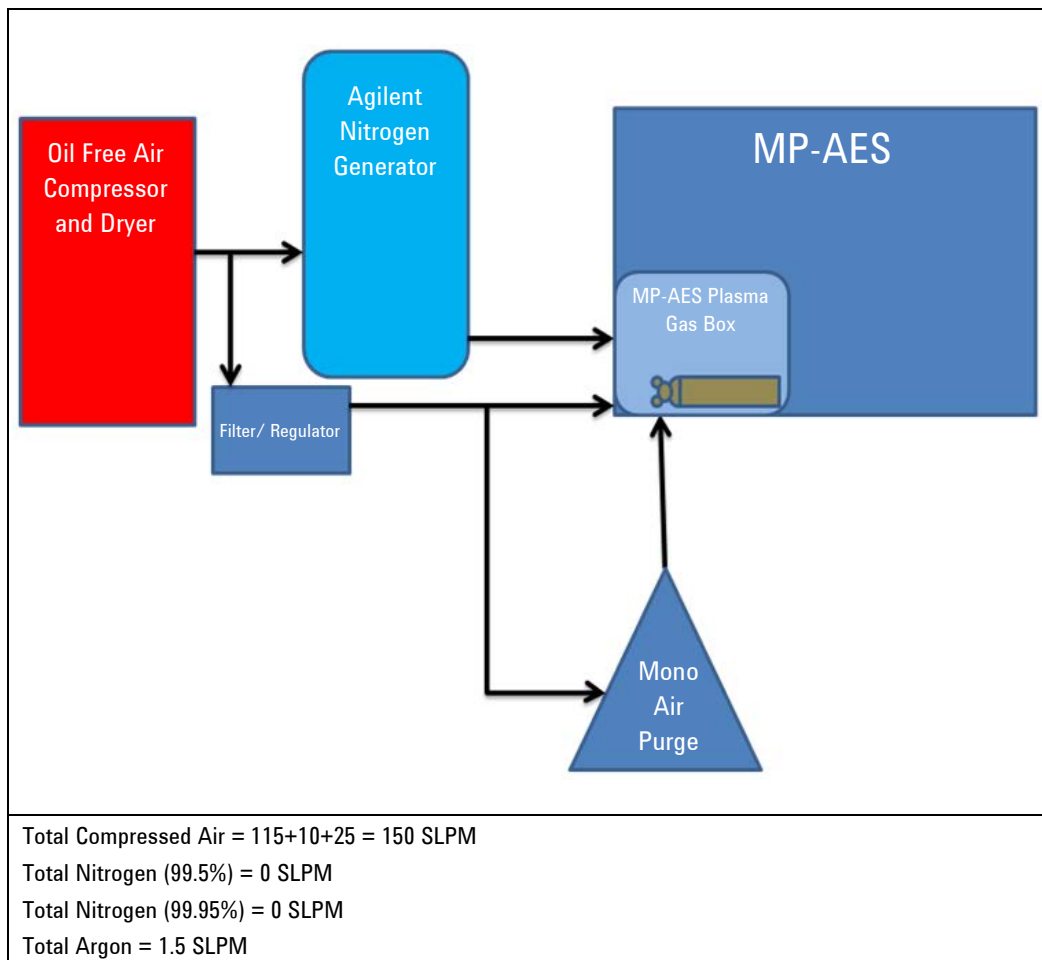 Oil Free Air
Compressor
and Dryer
Agilent
Nitrogen
Generator
MP-AES
MP-AES Plasma
Gas Box
Filter/ Regulator
Mono
Air
Purge
Total Compressed Air = 115+10+25 = 150 SLPM
Total Nitrogen (99.5%) = 0 SLPM
Total Nitrogen (99.95%) = 0 SLPM
Total Argon = 1.5 SLPM